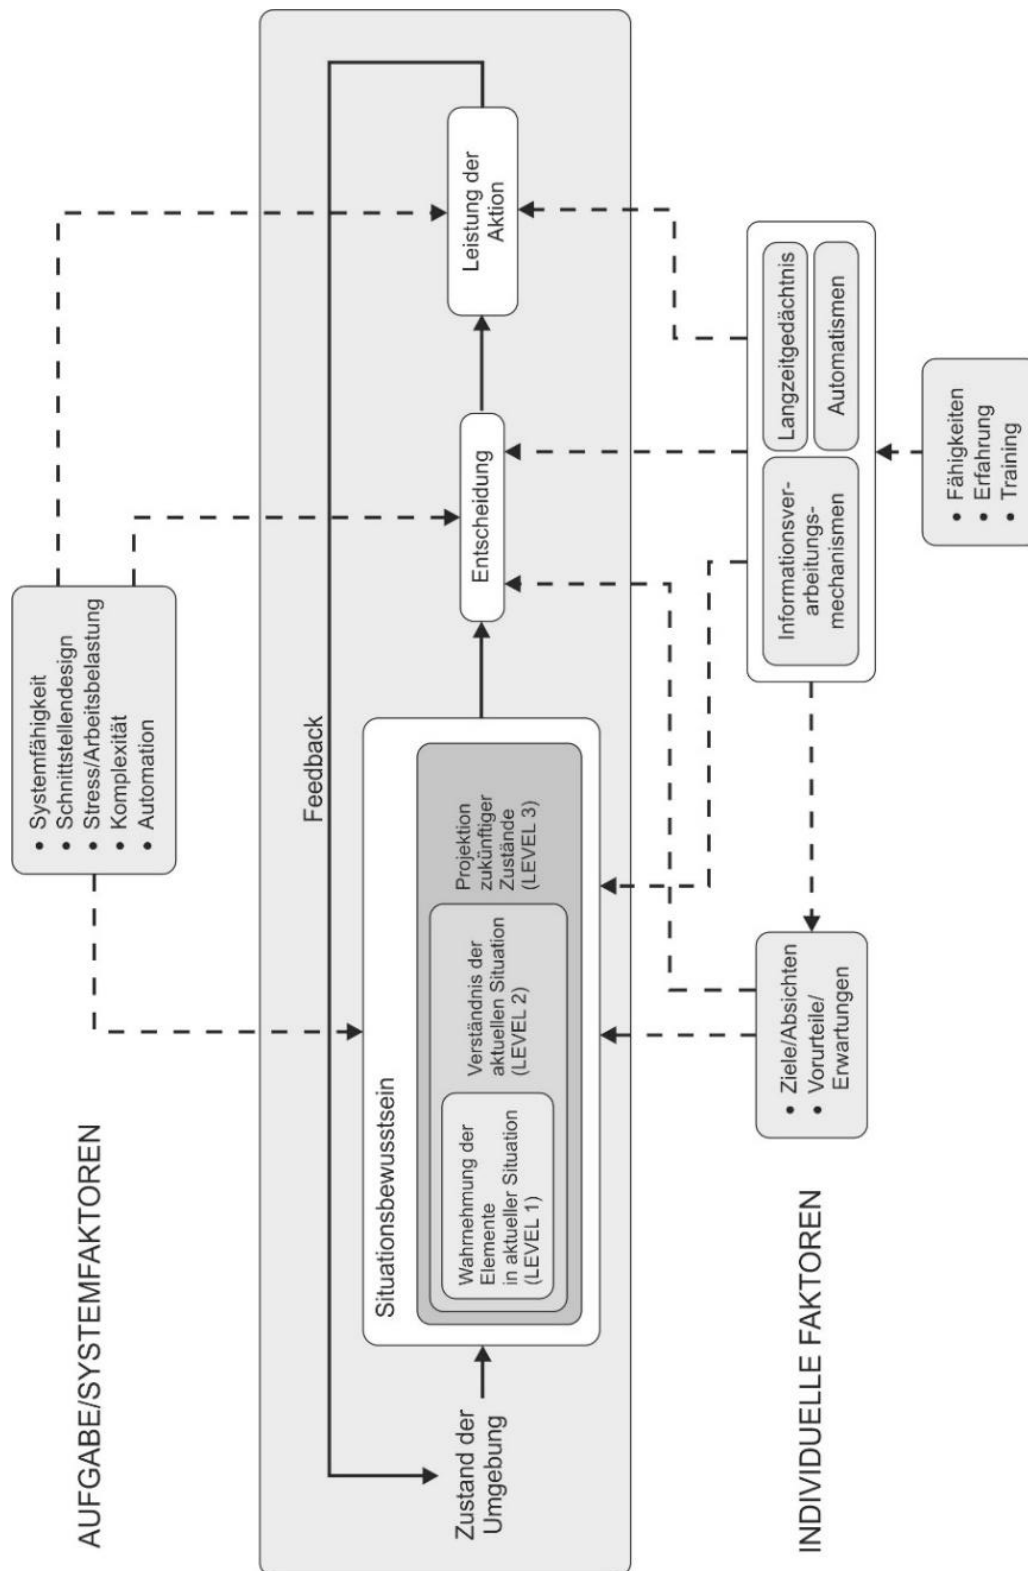 AUFGABE/SYSTEMFAKTOREN
• Systemfähigkeit
• Schnittstellendesign
• Stress/Arbeitsbelastung
• Komplexität
• Automation
Feedback
Zustand der
Umgebung
Situationsbewusstsein
Wahrnehmung der
Elemente
in aktueller Situation
(LEVEL 1)
Verständnis der
aktuellen Situation
(LEVEL 2)
Projektion
zukünftiger
Zustände
(LEVEL 3)
Entscheidung
Leistung der
Aktion
INDIVIDUELLE FAKTOREN
• Ziele/Absichten
• Vorurteile/
Erwartungen
Informationsver-
arbeitungs-
mechanismen
Langzeitgedächtnis
Automatismen
• Fähigkeiten
• Erfahrung
• Training